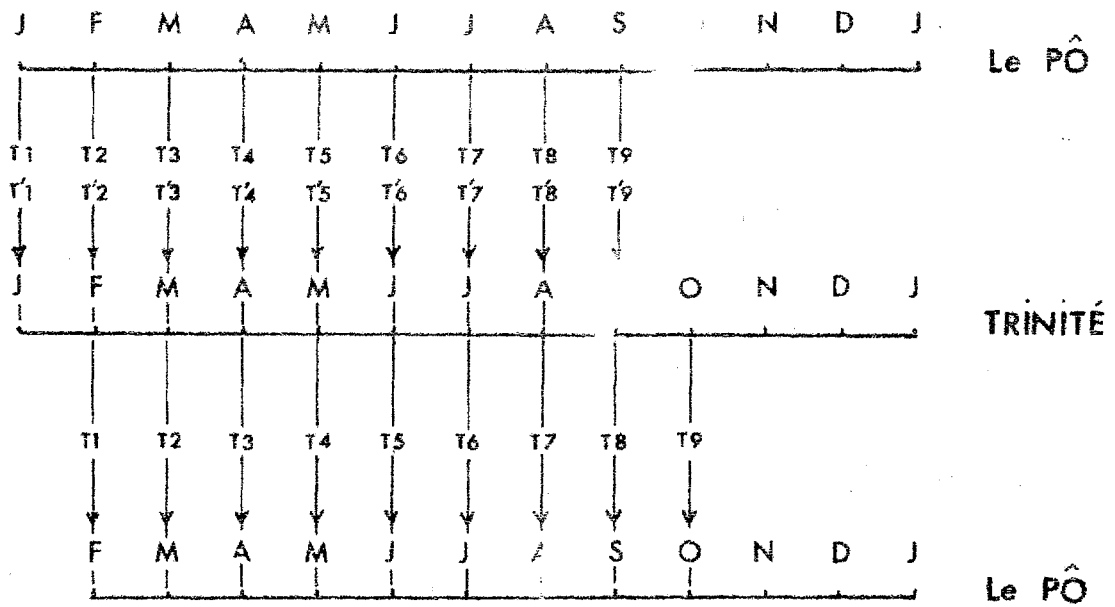 J F M A M J J A S N D J
Le PÔ
T1 T2 T3 T4 T5 T6 T7 T8 T9
T'1 T'2 T'3 T'4 T'5 T'6 T'7 T'8 T'9
J F M A M J J A O N D J
TRINITÉ
T1 T2 T3 T4 T5 T6 T7 T8 T9
F M A M J J A S O N D J
Le PÔ